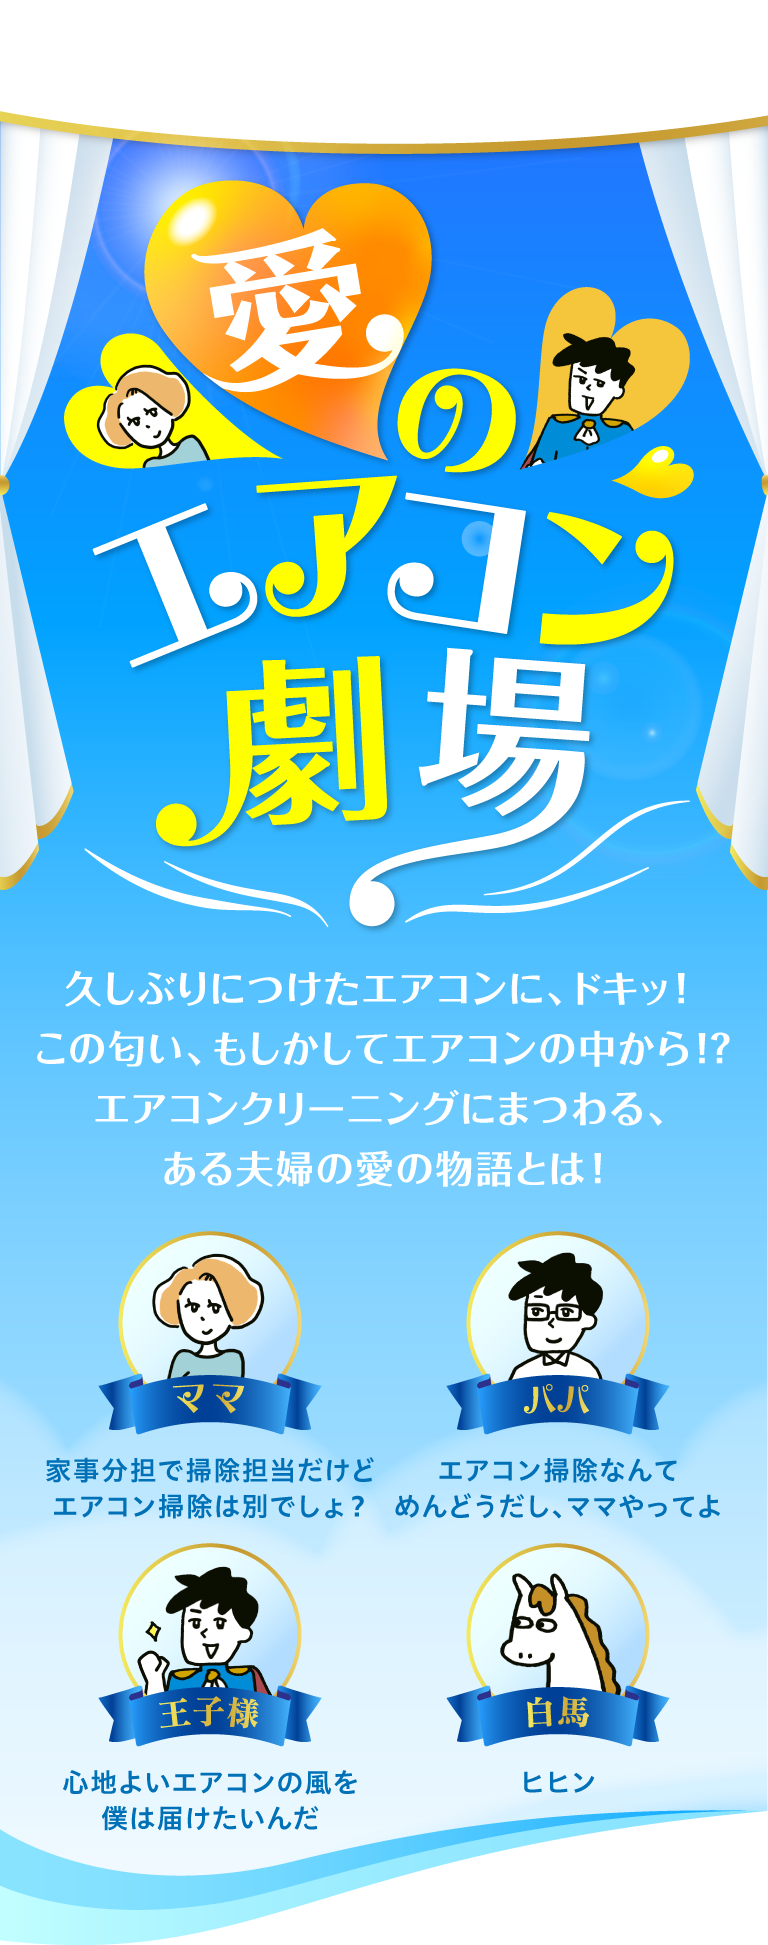 愛の
エアコン
劇場
久しぶりにつけたエアコンに、ドキッ！
この匂い、もしかしてエアコンの中から!?
エアコンクリーニングにまつわる、
ある夫婦の愛の物語とは！
ママ
家事分担で掃除担当だけど
エアコン掃除は別でしょ？
パパ
エアコン掃除なんて
めんどうだし、ママやってよ
王子様
心地よいエアコンの風を
僕は届けたいんだ
白馬
ヒヒン